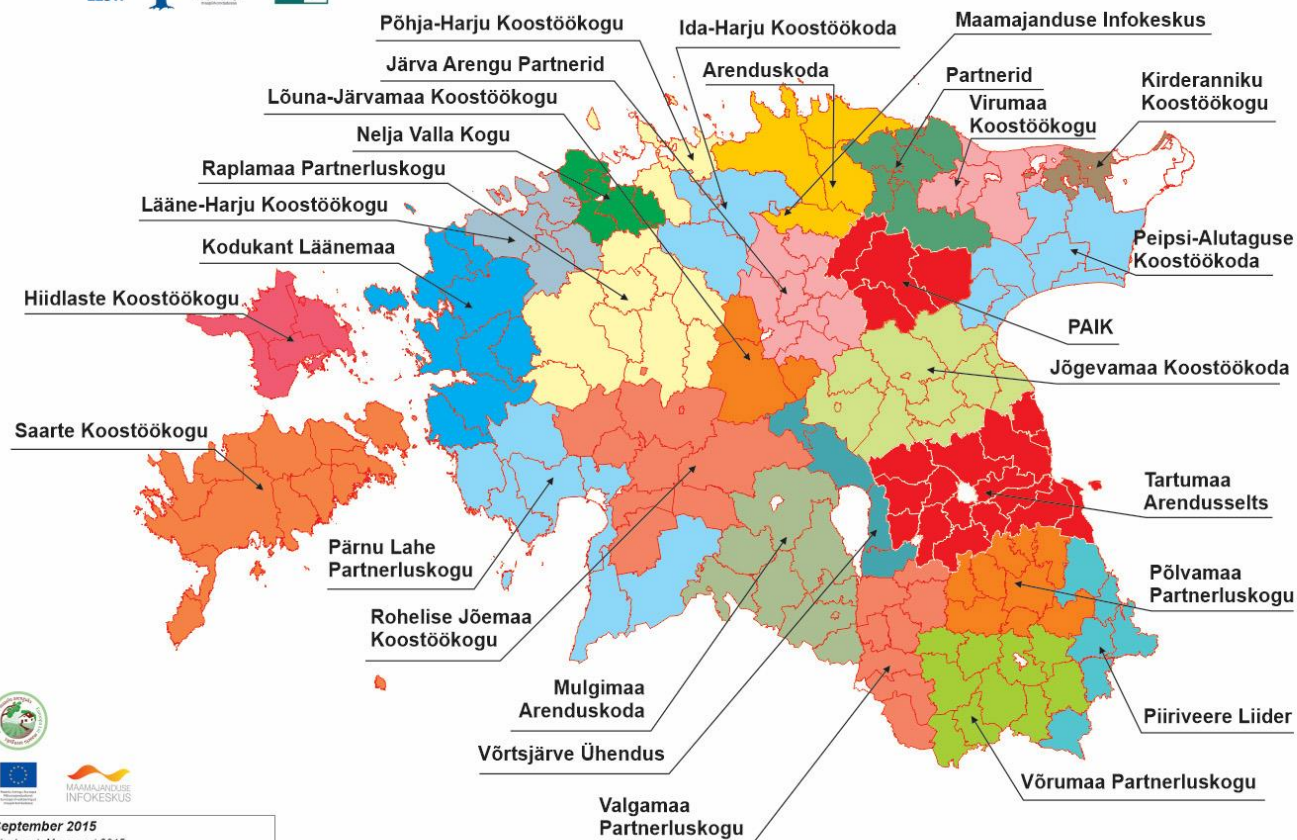 Põhja-Harju Koostöökogu
Ida-Harju Koostöökoda
Maamajanduse Infokeskus
Järva Arengu Partnerid
Arenduskoda
Partnerid
Kirderanniku
Koostöökogu
Lõuna-Järvamaa Koostöökogu
Virumaa
Koostöökogu
Nelja Valla Kogu
Raplamaa Partnerluskogu
Lääne-Harju Koostöökogu
Kodukant Läänemaa
Peipsi-Alutaguse
Koostöökoda
Hiidlaste Koostöökogu
PAIK
Jõgevamaa Koostöökoda
Saarte Koostöökogu
Tartumaa
Arendusselts
Pärnu Lahe
Partnerluskogu
Põlvamaa
Partnerluskogu
Rohelise Jõemaa
Koostöökogu
Mulgimaa
Arenduskoda
Piiriveere Liider
Võrtsjärve Ühendus
Võrumaa Partnerluskogu
Valgamaa
Partnerluskogu
MAAMAJANDUSE
INFOKESKUS
September 2015